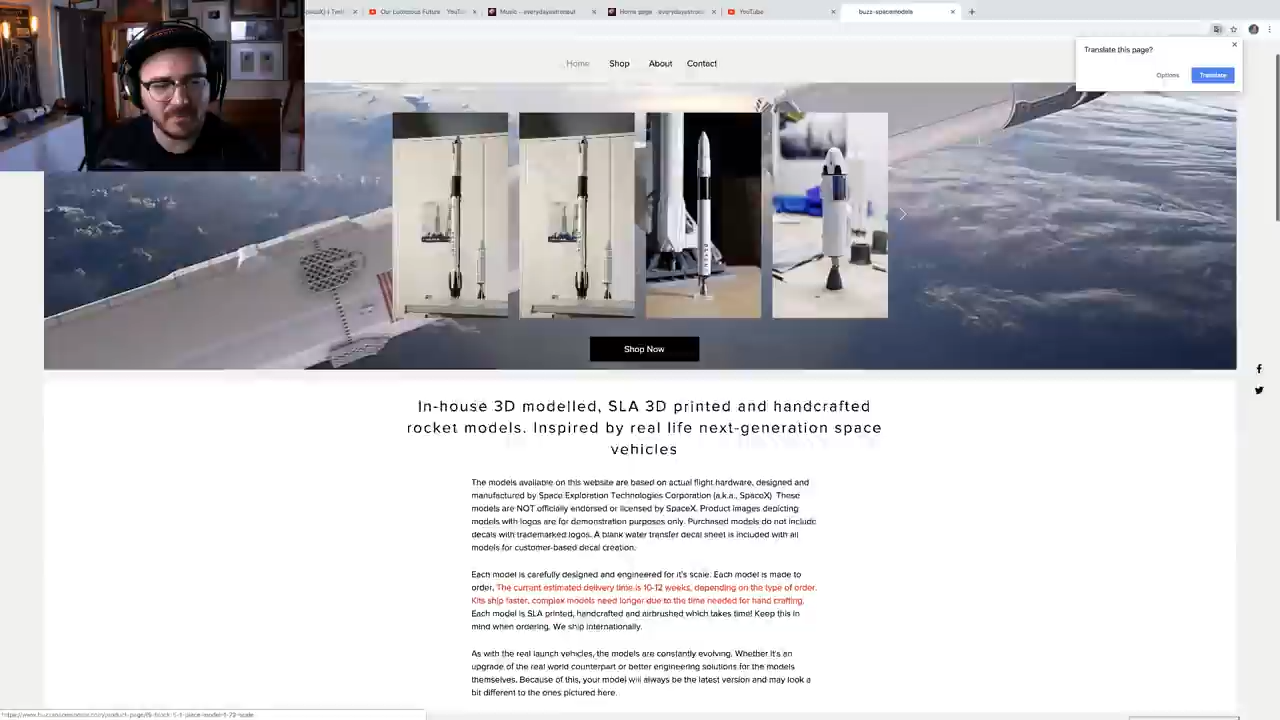 Our Luminous Future
YouT
Music - everydayastronaut
Home page - everydayastro
YouTube
buzz-spacemodels
Translate this page?
Options
Translate
Home
Shop
About
Contact
Shop Now
In-house 3D modelled, SLA 3D printed and handcrafted
rocket models. Inspired by real life next-generation space
vehicles
The models available on this website are based on actual flight hardware, designed and
manufactured by Space Exploration Technologies Corporation (a.k.a., SpaceX) These
models are NOT officially endorsed or licensed by SpaceX. Product images depicting
models with logos are for demonstration purposes only. Purchased models do not include
decals with trademarked logos. A blank water transfer decal sheet is included with all
models for customer-based decal creation.
Each model is carefully designed and engineered for it's scale. Each model is made to
order. The current estimated delivery time is 10-12 weeks, depending on the type of order.
Kits ship faster, complex models need longer due to the time needed for hand crafting.
Each model is SLA printed, handcrafted and airbrushed which takes time! Keep this in
mind when ordering. We ship internationally.
As with the real launch vehicles, the models are constantly evolving. Whether it's an
upgrade of the real world counterpart or better engineering solutions for the models
themselves. Because of this, your model will always be the latest version and may look a
bit different to the ones pictured here.